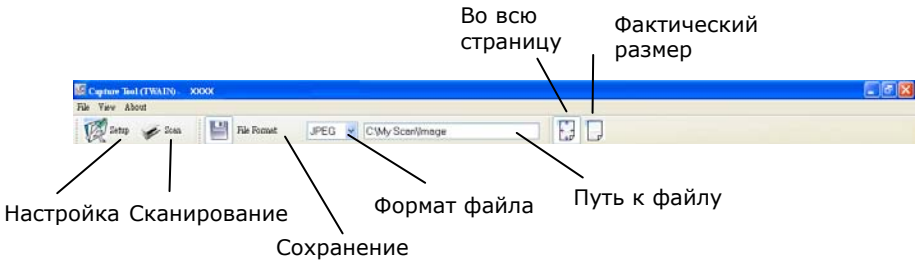 Во всю
страницу
Фактический
размер
Capture Tool (TWAIN) - XXXX
File View About
Setup Scan File Format JPEG C:\My Scan\Image
Настройка Сканирование
Формат файла
Путь к файлу
Сохранение